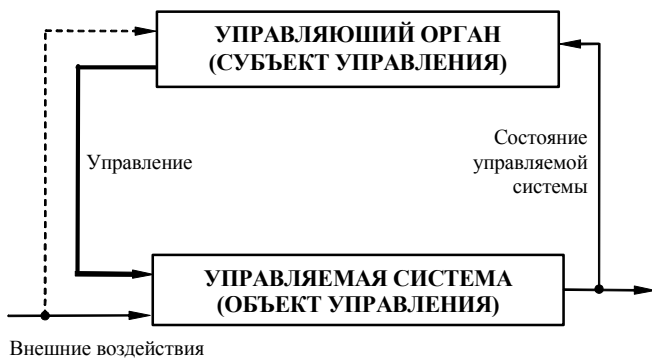 УПРАВЛЯЮШИЙ ОРГАН
(СУБЪЕКТ УПРАВЛЕНИЯ)
Управление
Состояние
управляемой
системы
УПРАВЛЯЕМАЯ СИСТЕМА
(ОБЪЕКТ УПРАВЛЕНИЯ)
Внешние воздействия